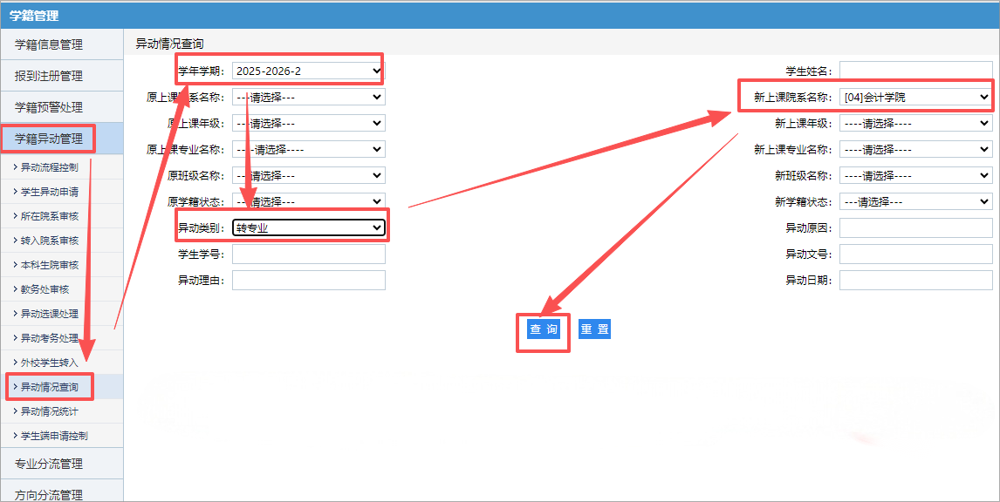 学籍管理
学籍信息管理
报到注册管理
学籍预警处理
学籍异动管理
异动流程控制
学生异动申请
所在院系审核
转入院系审核
本科生院审核
教务处审核
异动选课处理
异动考务处理
外校学生转入
异动情况查询
异动情况统计
学生端申请控制
专业分流管理
方向分流管理
异动情况查询
学年学期： 2025-2026-2 学生姓名：
原上课院系名称： ---请选择--- 新上课院系名称： [04]会计学院
原上课年级： ---请选择---- 新上课年级： ----请选择----
原上课专业名称： ----请选择---- 新上课专业名称： ----请选择----
原班级名称： ---请选择--- 新班级名称： ----请选择----
原学籍状态： ---请选择--- 新学籍状态： ---请选择---
异动类别： 转专业 异动原因：
学生学号： 异动文号：
异动理由： 异动日期：
查 询 重 置